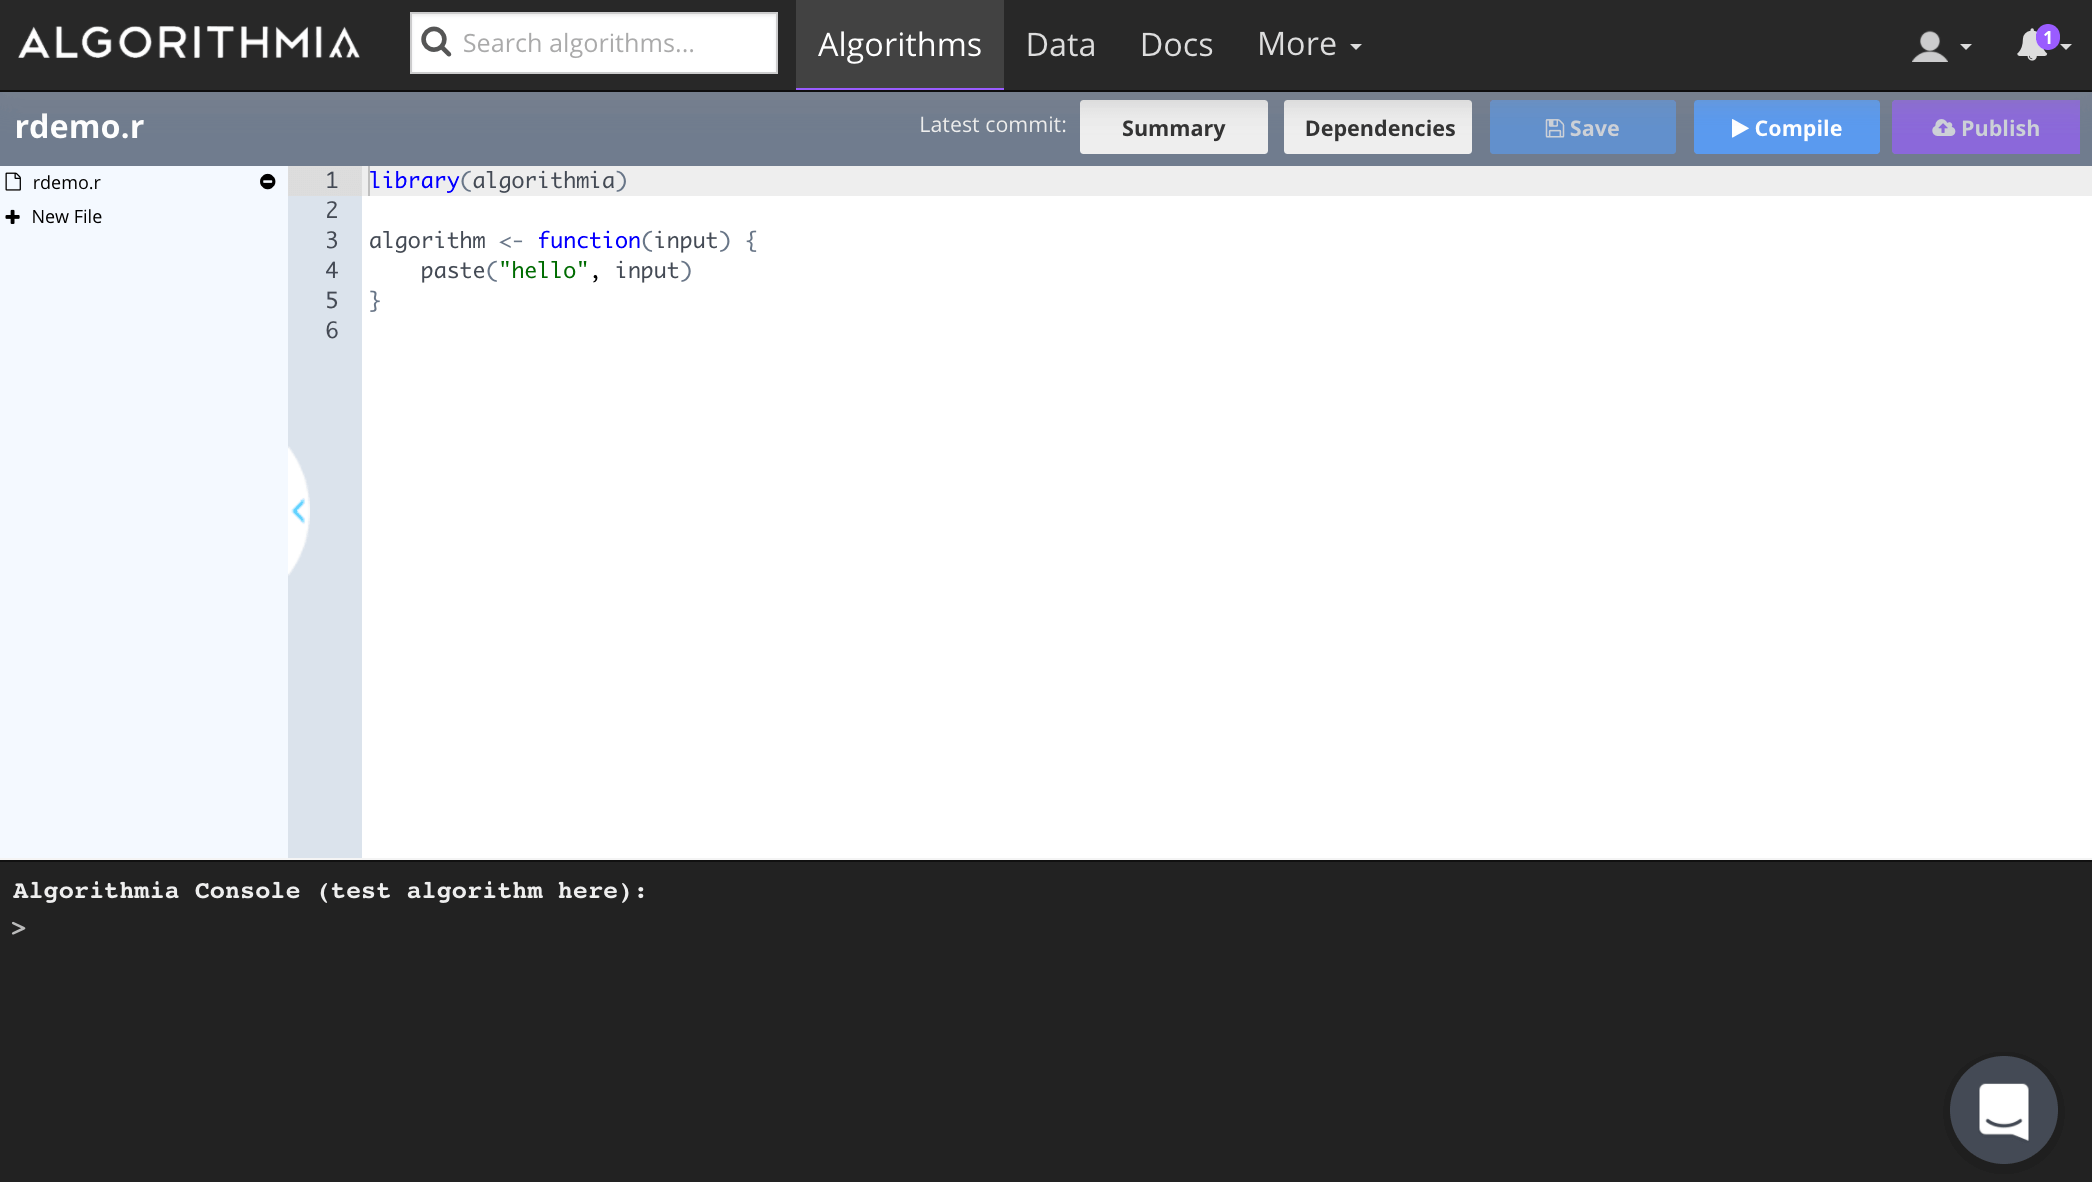 ALGORITHMIA Search algorithms... Algorithms Data Docs More 1
rdemo.r Latest commit: Summary Dependencies Save Compile Publish
rdemo.r
New File
1 library(algorithmia)
2
3 algorithm <- function(input) {
4     paste("hello", input)
5 }
6
Algorithmia Console (test algorithm here):
>